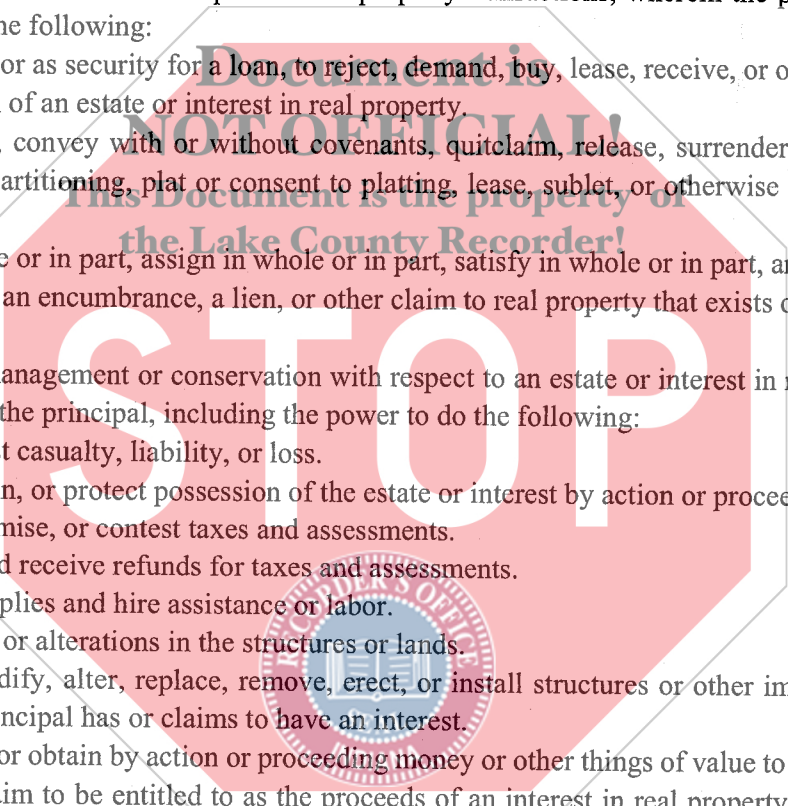 he following:
or as security for a loan, to reject, demand, buy, lease, receive, or o
Document is
of an estate or interest in real property.
NOT OFFICIAL!
, convey with or without covenants, quitclaim, release, surrender
artitioning, plat or consent to platting, lease, sublet, or otherwise
This Document is the property of
the Lake County Recorder!
e or in part, assign in whole or in part, satisfy in whole or in part, a
an encumbrance, a lien, or other claim to real property that exists o
STOP
anagement or conservation with respect to an estate or interest in
the principal, including the power to do the following:
t casualty, liability, or loss.
n, or protect possession of the estate or interest by action or procee
mise, or contest taxes and assessments.
d receive refunds for taxes and assessments.
plies and hire assistance or labor.
RECORDER'S OFFICE
or alterations in the structures or lands.
dify, alter, replace, remove, erect, or install structures or other im
ncipal has or claims to have an interest.
or obtain by action or proceeding money or other things of value to
aim to be entitled to as the proceeds of an interest in real property